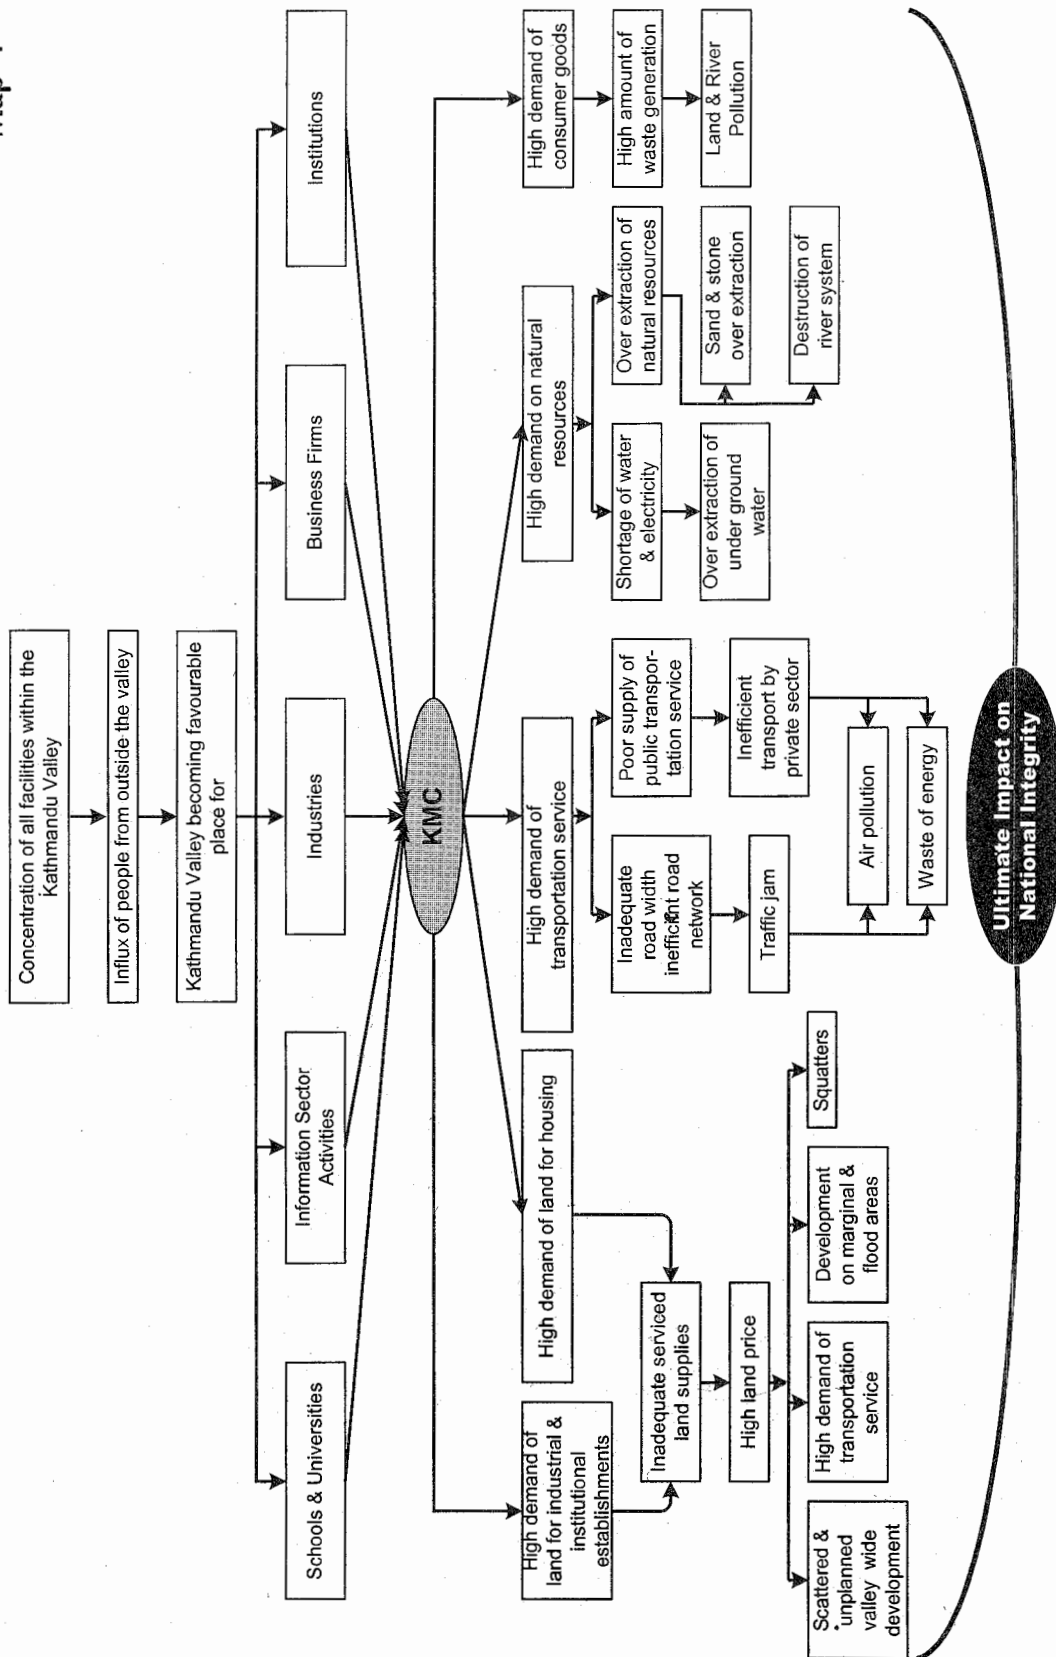 Concentration of all facilities within the
Kathmandu Valley
Influx of people from outside the valley
Kathmandu Valley becoming favourable
place for
Schools & Universities
Information Sector
Activities
Industries
Business Firms
Institutions
KMC
High demand of
land for industrial &
institutional
establishments
High demand of land for housing
High demand of
transportation service
High demand on natural
resources
High demand of
consumer goods
Inadequate serviced
land supplies
High land price
Scattered &
unplanned
valley wide
development
High demand of
transportation
service
Development
on marginal &
flood areas
Squatters
Inadequate
road width
inefficient road
network
Traffic jam
Poor supply of
public transpor-
tation service
Inefficient
transport by
private sector
Air pollution
Waste of energy
Shortage of water
& electricity
Over extraction of
under ground
water
Over extraction of
natural resources
Sand & stone
over extraction
Destruction of
river system
High amount of
waste generation
Land & River
Pollution
Ultimate Impact on
National Integrity